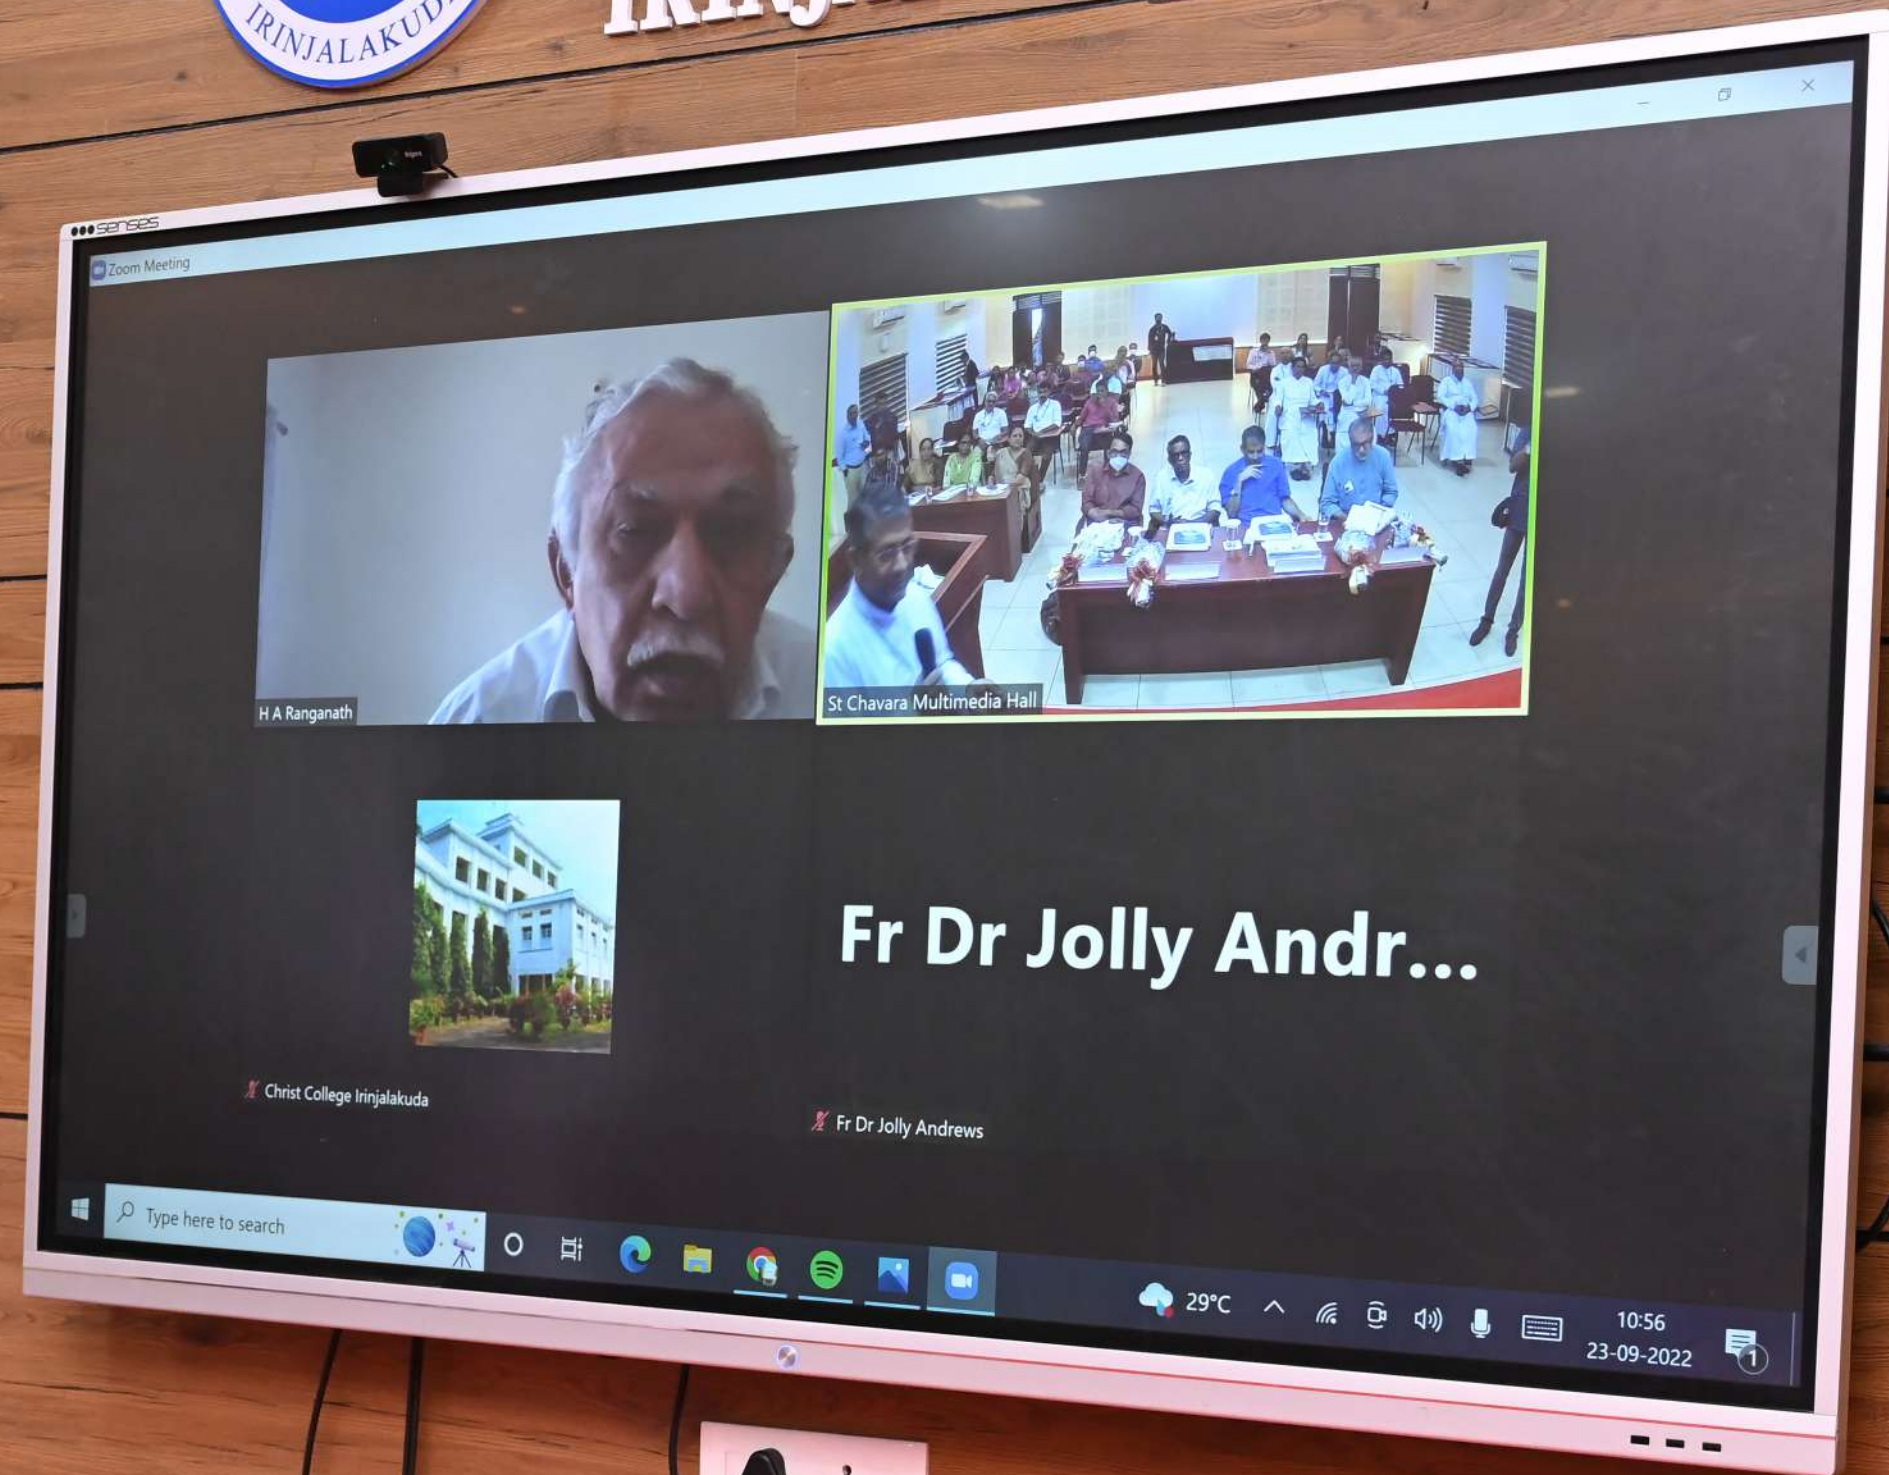 IRINJALAKUDA
senses
Zoom Meeting
H A Ranganath
St Chavara Multimedia Hall
Fr Dr Jolly Andr...
Christ College Irinjalakuda
Fr Dr Jolly Andrews
Type here to search
29°C
10:56
23-09-2022
1